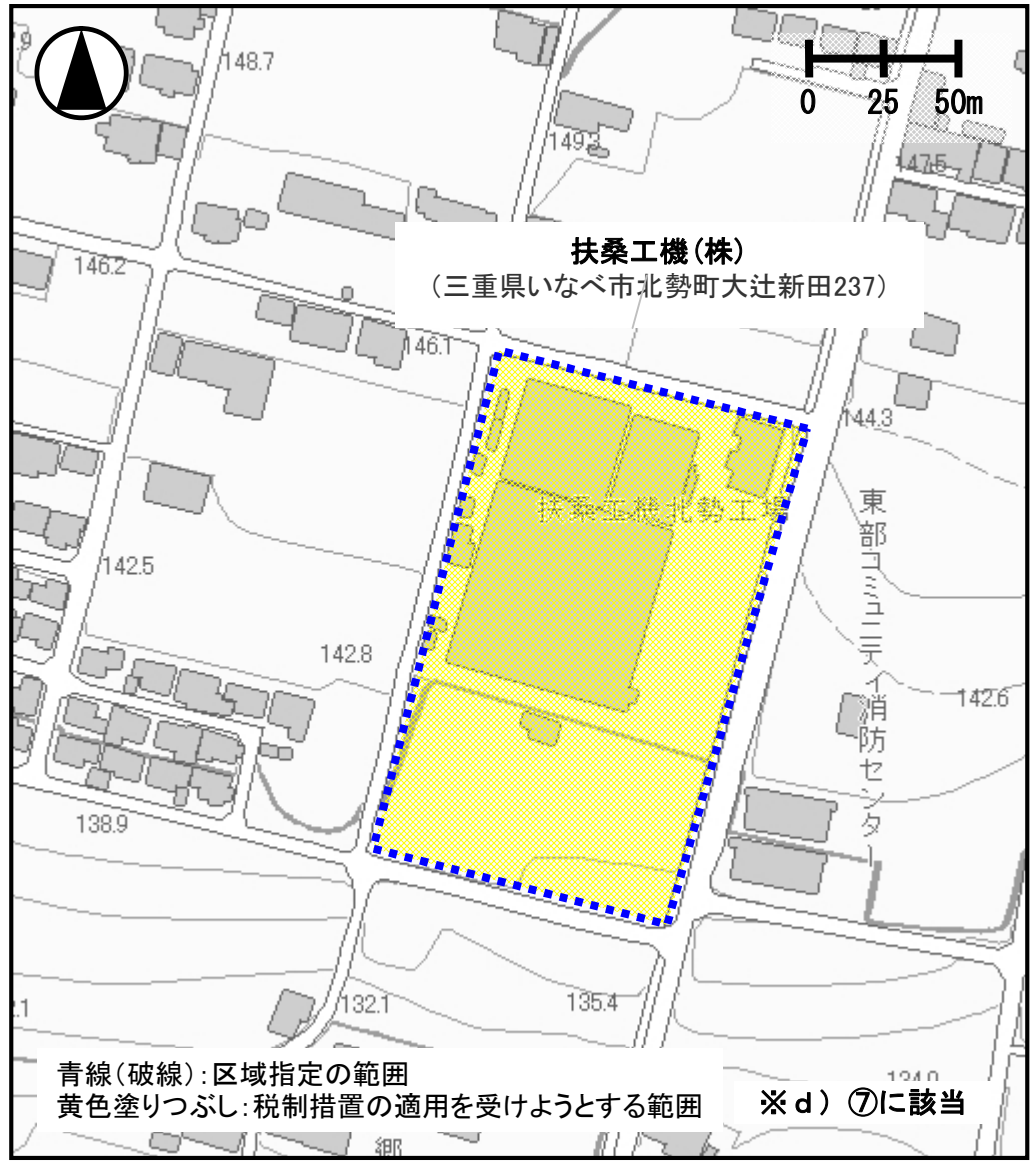 148.7
0 25 50m
149.3
147.5
扶桑工機(株)
(三重県いなべ市北勢町大辻新田237)
146.2
146.1
144.3
扶桑工機北勢工場
東部コミュニティ消防センター
142.5
142.8
142.6
138.9
132.1
135.4
青線(破線):区域指定の範囲
黄色塗りつぶし:税制措置の適用を受けようとする範囲
※d) ⑦に該当